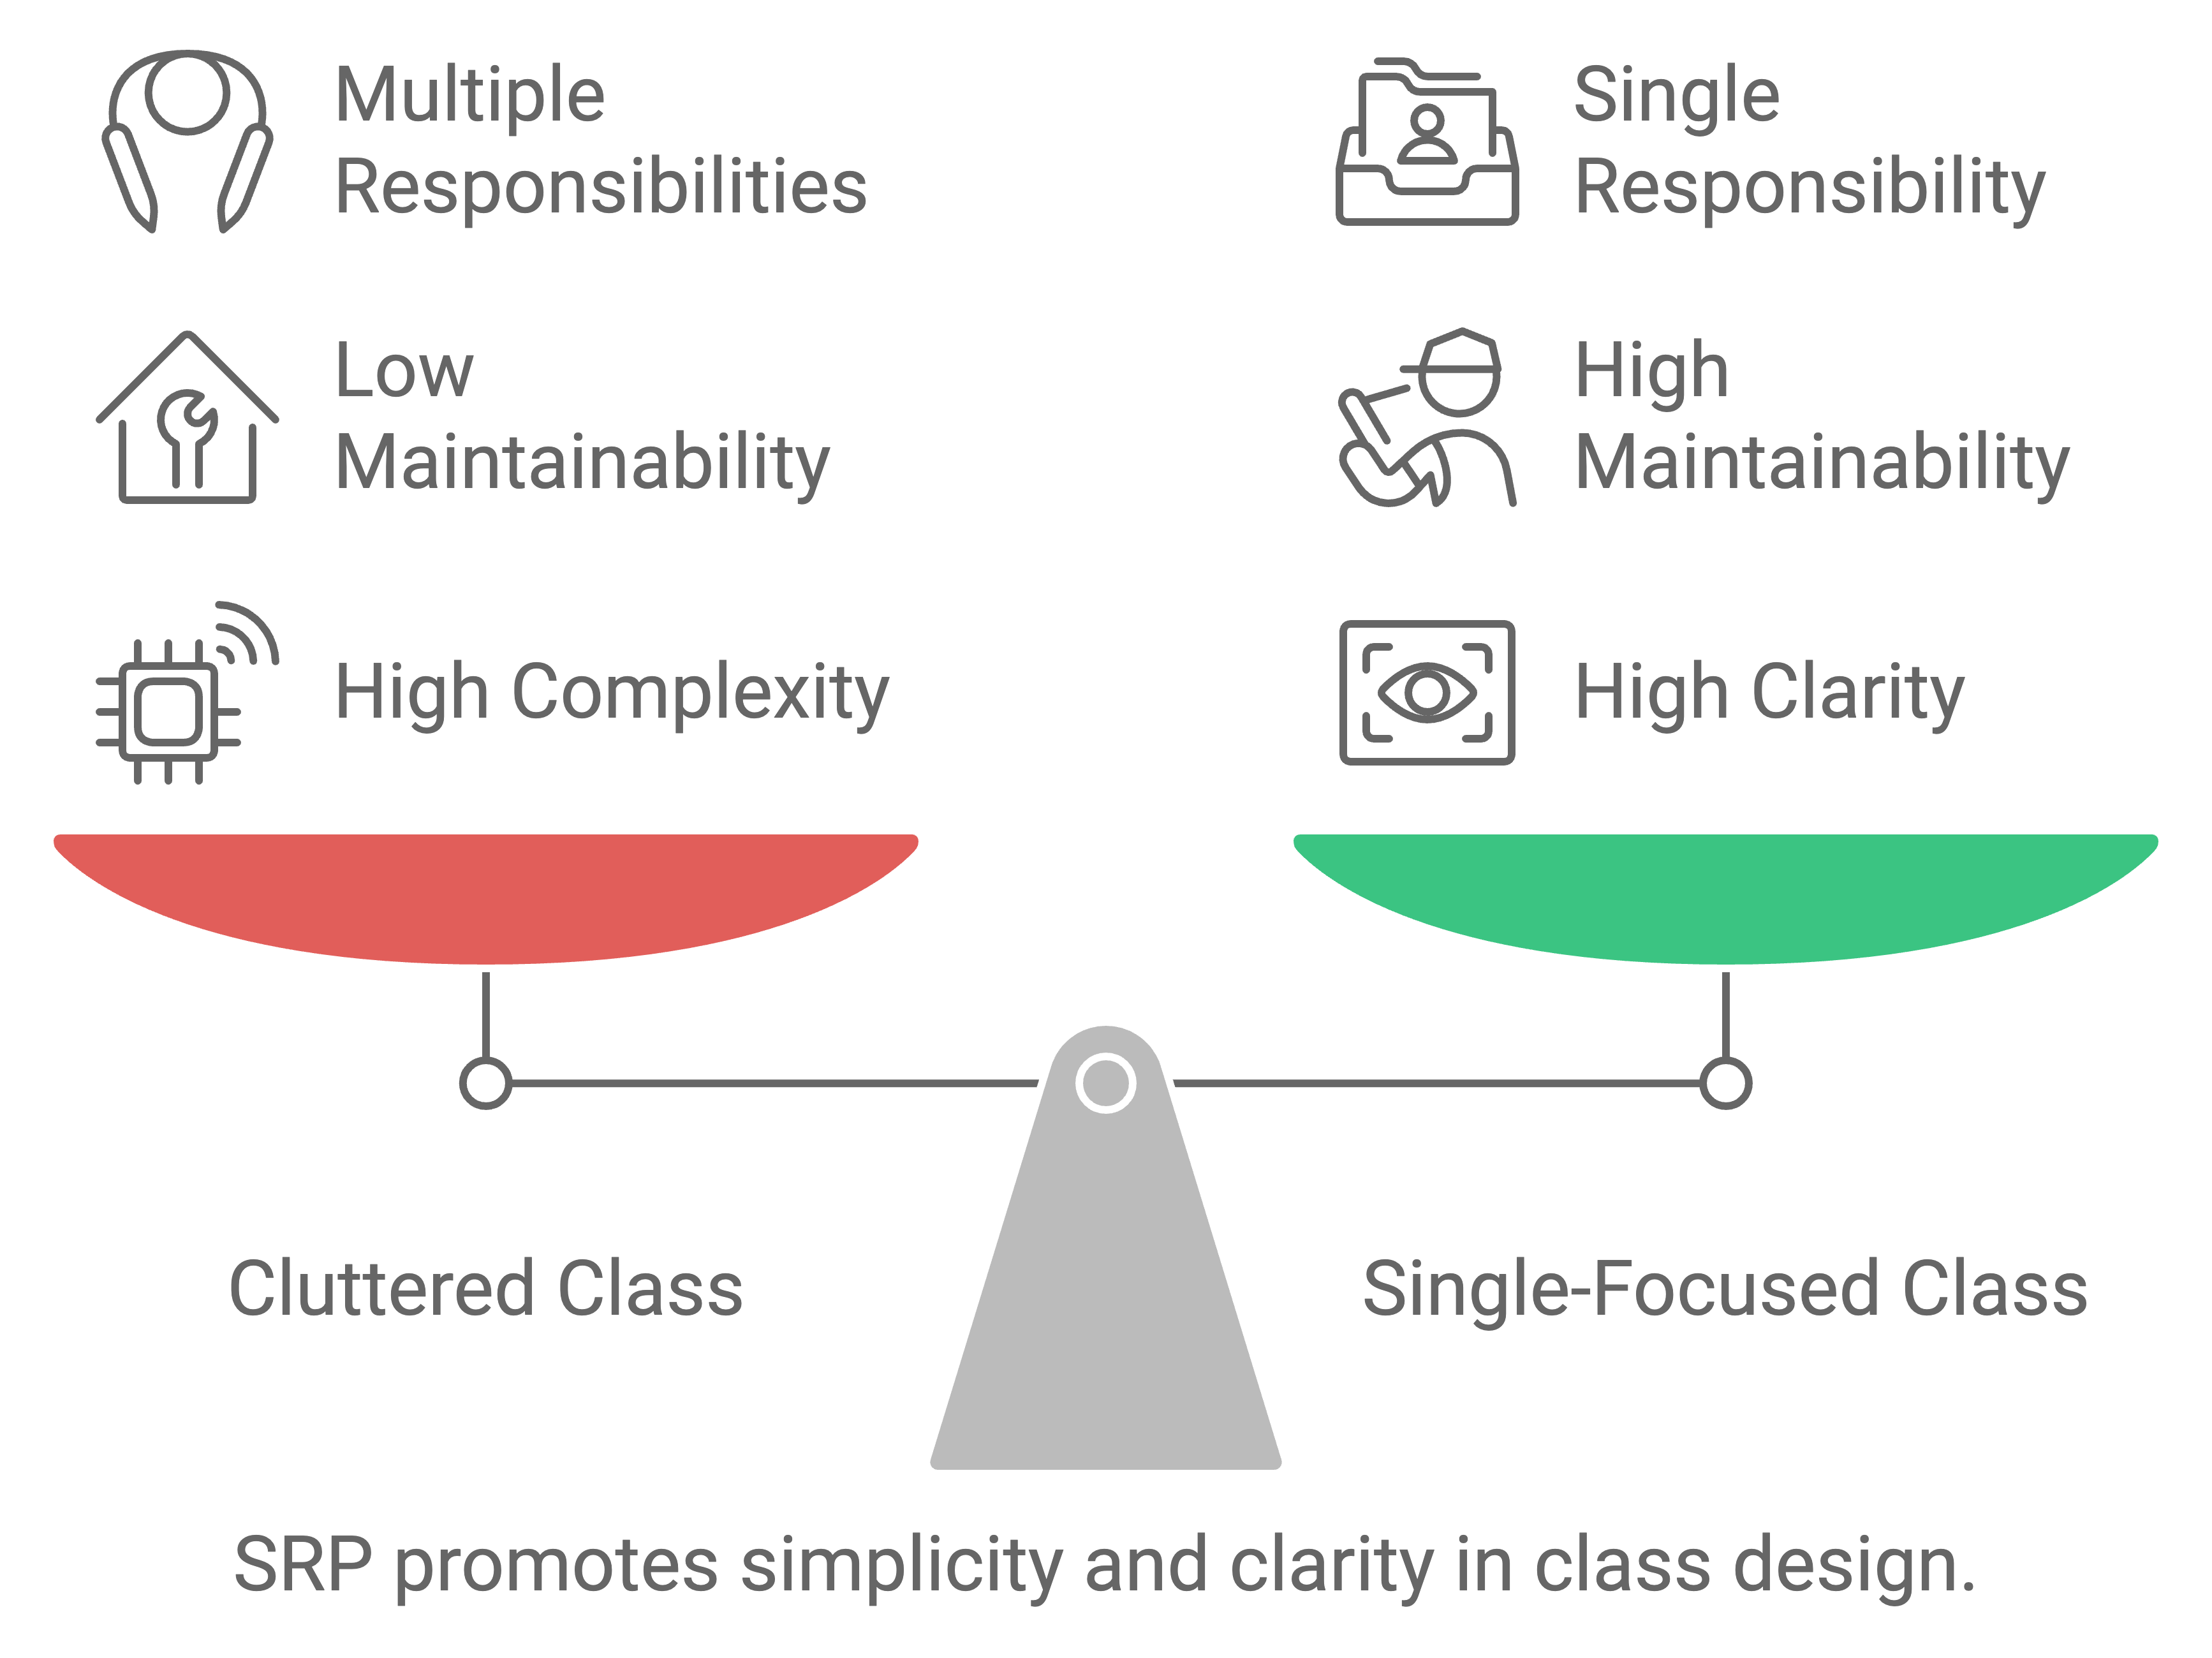 Multiple
Responsibilities
Low
Maintainability
High Complexity
Single
Responsibility
High
Maintainability
High Clarity
Cluttered Class
Single-Focused Class
SRP promotes simplicity and clarity in class design.